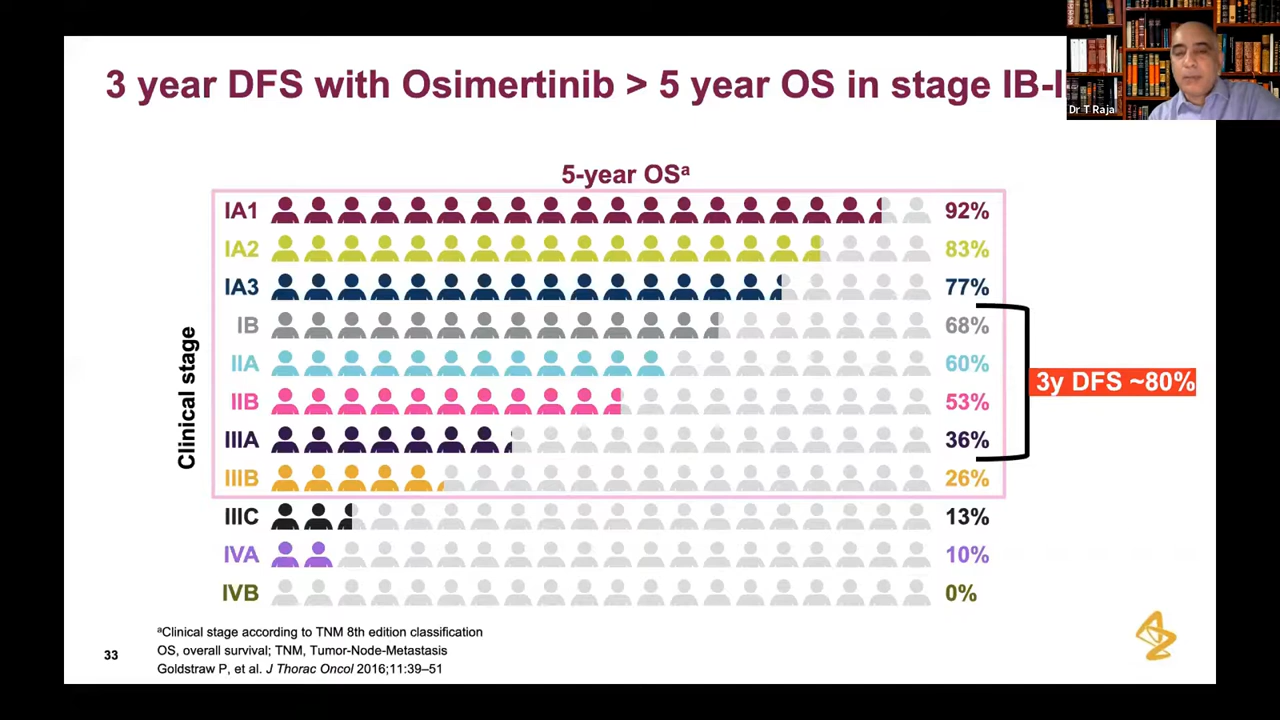 3 year DFS with Osimertinib > 5 year OS in stage IB-I
Dr T Raja
5-year OSᵃ
Clinical stage
IA1 92%
IA2 83%
IA3 77%
IB 68%
IIA 60%
IIB 53%
IIIA 36%
IIIB 26%
IIIC 13%
IVA 10%
IVB 0%
3y DFS ~80%
ᵃClinical stage according to TNM 8th edition classification
OS, overall survival; TNM, Tumor-Node-Metastasis
Goldstraw P, et al. J Thorac Oncol 2016;11:39–51
33